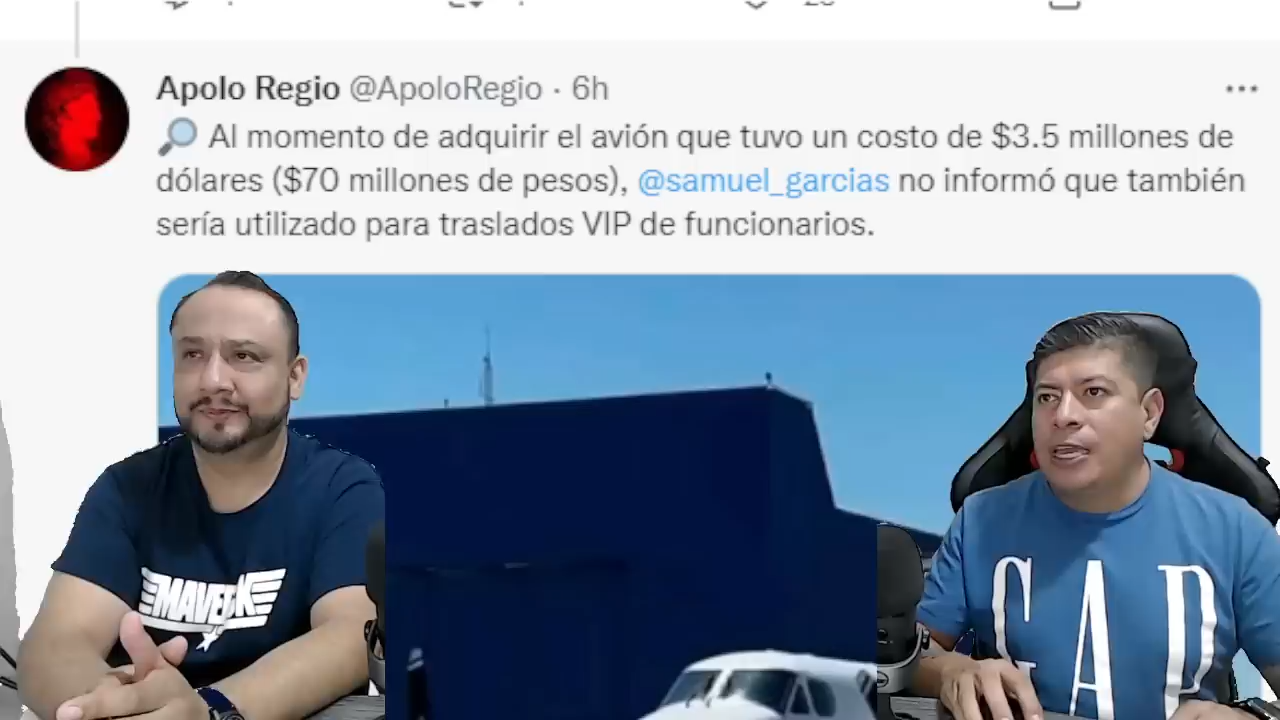 Apolo Regio @ApoloRegio · 6h
Al momento de adquirir el avión que tuvo un costo de $3.5 millones de
dólares ($70 millones de pesos), @samuel_garcias no informó que también
sería utilizado para traslados VIP de funcionarios.
MAVERICK
GAP